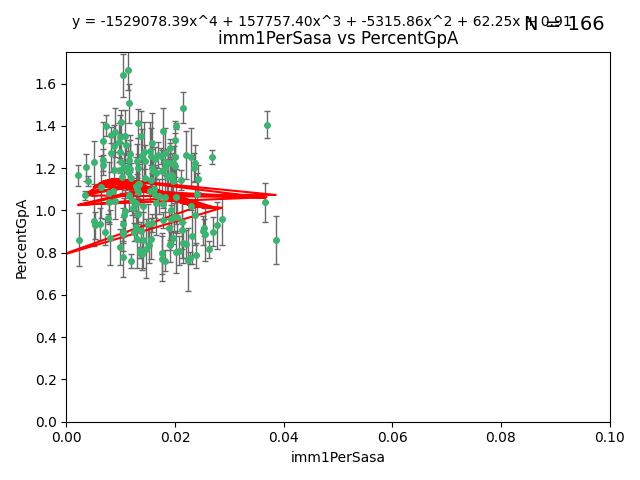 y = -1529078.39x^4 + 157757.40x^3 + -5315.86x^2 + 62.25x + 0.91
N = 166
imm1PerSasa vs PercentGpA
PercentGpA
1.6
1.4
1.2
1.0
0.8
0.6
0.4
0.2
0.0
0.00 0.02 0.04 0.06 0.08 0.10
imm1PerSasa